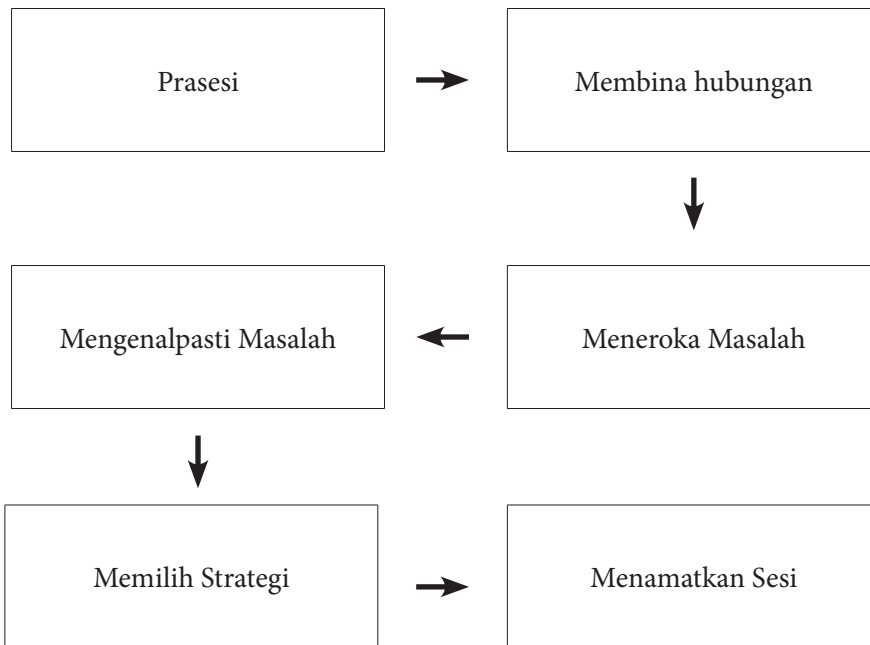 Prasesi
Membina hubungan
Meneroka Masalah
Mengenalpasti Masalah
Memilih Strategi
Menamatkan Sesi